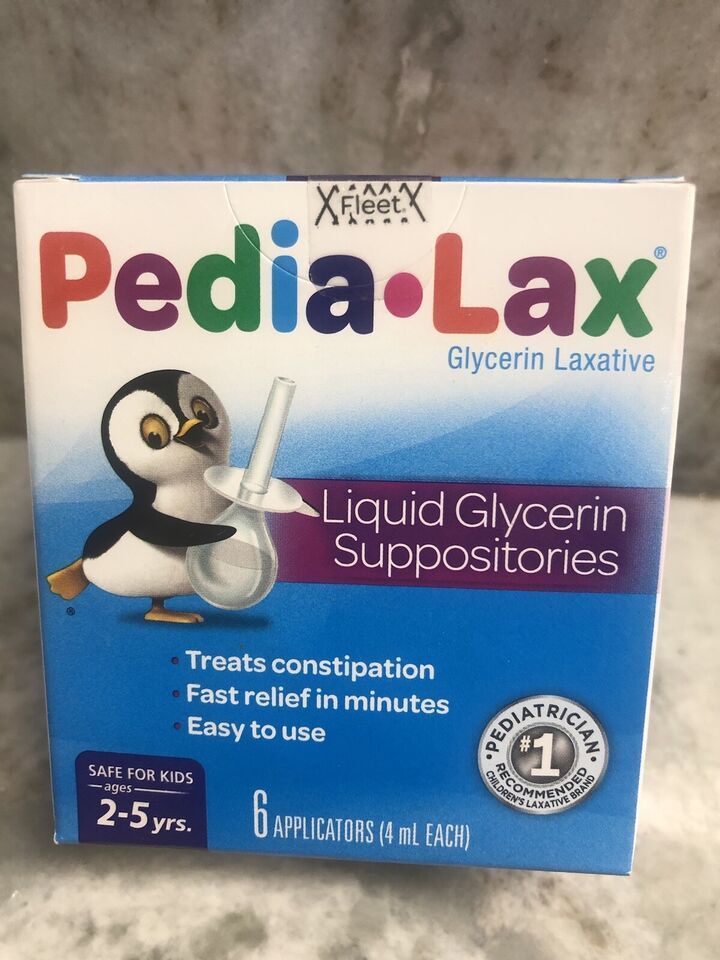 Fleet
Pedia•Lax®
Glycerin Laxative
Liquid Glycerin
Suppositories
®
• Treats constipation
• Fast relief in minutes
• Easy to use
PEDIATRICIAN
#1
RECOMMENDED
CHILDREN'S LAXATIVE BRAND
SAFE FOR KIDS
ages
2-5 yrs.
6 APPLICATORS (4 mL EACH)